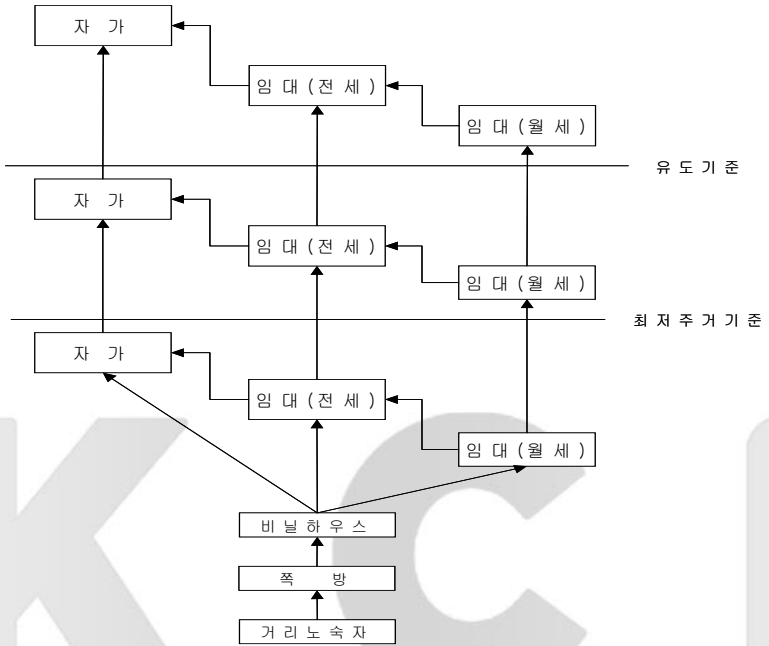 자 가
임 대 (전 세)
임 대 (월 세)
유 도 기 준
자 가
임 대 (전 세)
임 대 (월 세)
최 저 주 거 기 준
자 가
임 대 (전 세)
임 대 (월 세)
비 닐 하 우 스
쪽 방
거 리 노 숙 자
K C